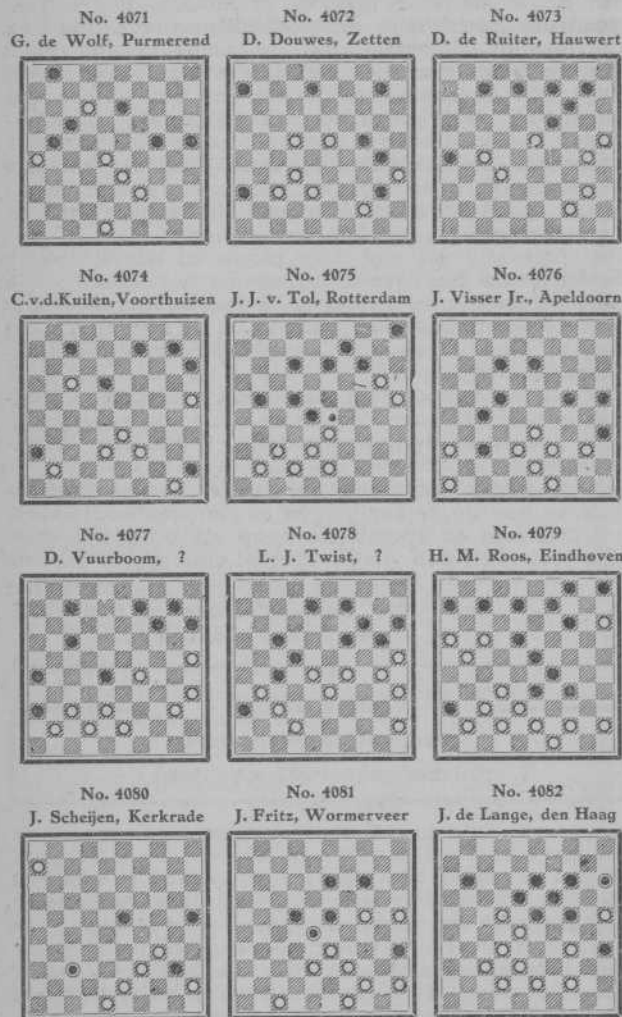 No. 4071
G. de Wolf, Purmerend
No. 4072
D. Douwes, Zetten
No. 4073
D. de Ruiter, Hauwert
No. 4074
C.v.d.Kuilen,Voorthuizen
No. 4075
J. J. v. Tol, Rotterdam
No. 4076
J. Visser Jr., Apeldoorn
No. 4077
D. Vuurboom, ?
No. 4078
L. J. Twist, ?
No. 4079
H. M. Roos, Eindhoven
No. 4080
J. Scheijen, Kerkrade
No. 4081
J. Fritz, Wormerveer
No. 4082
J. de Lange, den Haag